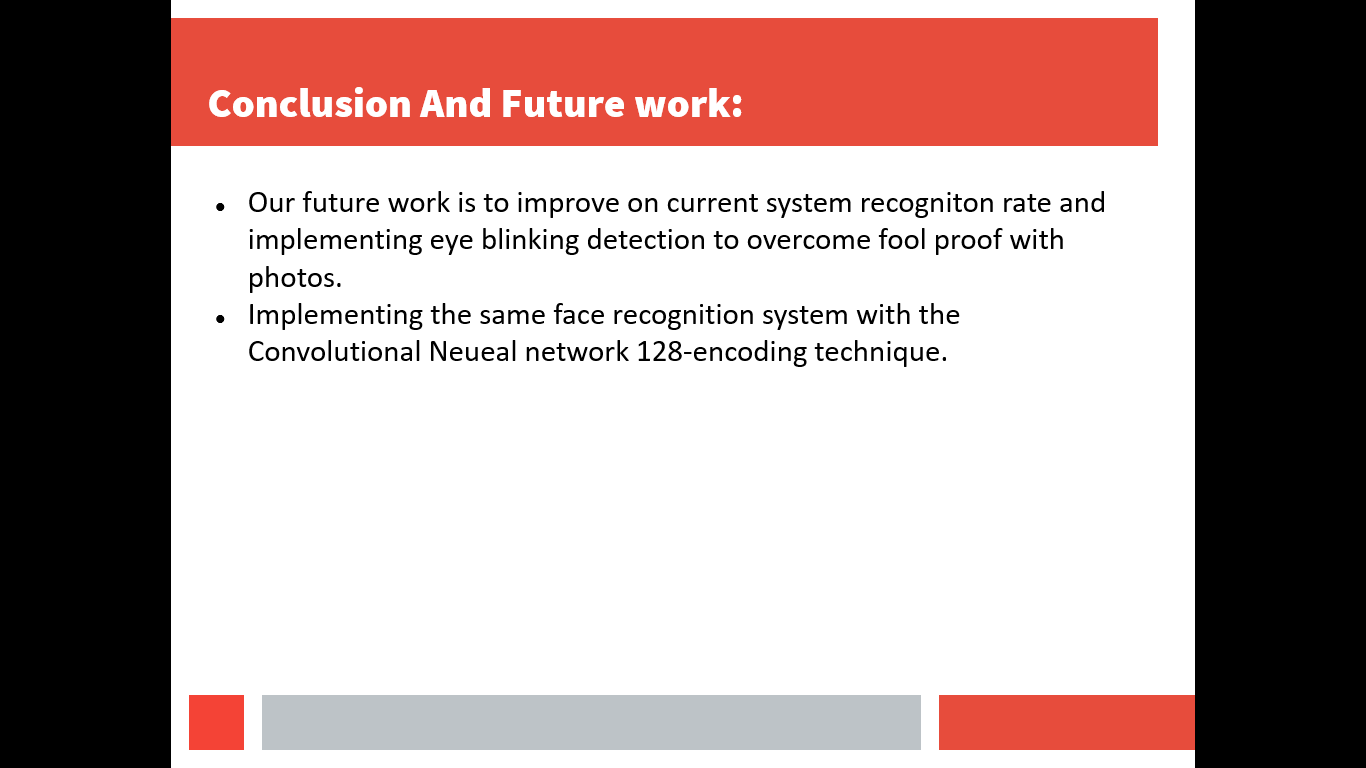 Conclusion And Future work:
● Our future work is to improve on current system recogniton rate and
implementing eye blinking detection to overcome fool proof with
photos.
● Implementing the same face recognition system with the
Convolutional Neueal network 128-encoding technique.